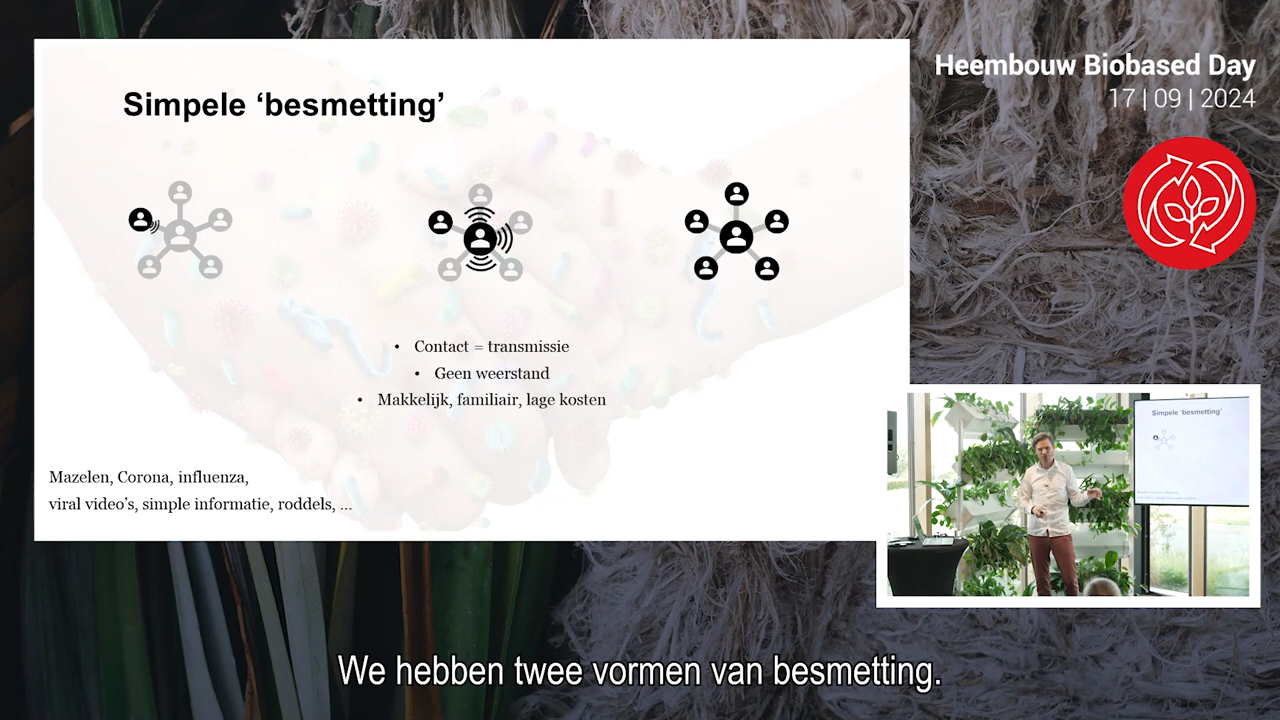 Simpele ‘besmetting’
Heembouw Biobased Day
17 | 09 | 2024
• Contact = transmissie
• Geen weerstand
• Makkelijk, familiair, lage kosten
Mazelen, Corona, influenza,
viral video’s, simple informatie, roddels, ...
Simpele ‘besmetting’
We hebben twee vormen van besmetting.